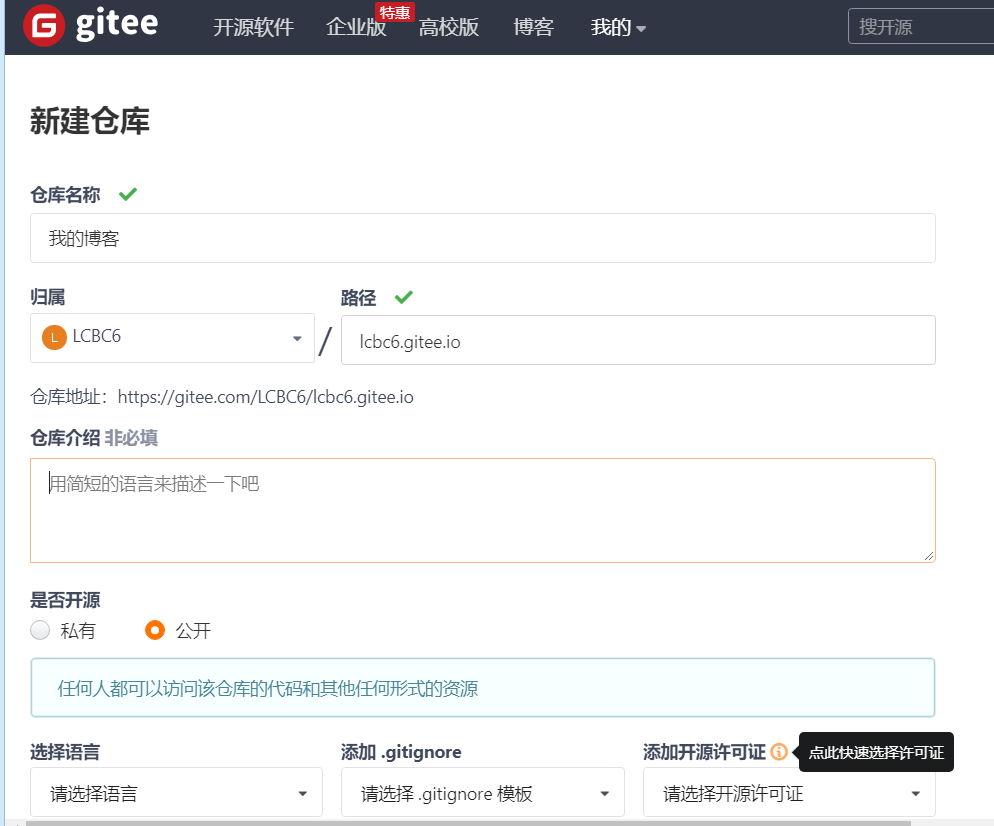 gitee 开源软件 企业版 特惠 高校版 博客 我的 搜开源
新建仓库
仓库名称
我的博客
归属 路径
L LCBC6 / lcbc6.gitee.io
仓库地址：https://gitee.com/LCBC6/lcbc6.gitee.io
仓库介绍 非必填
用简短的语言来描述一下吧
是否开源
私有 公开
任何人都可以访问该仓库的代码和其他任何形式的资源
选择语言 添加 .gitignore 添加开源许可证 点此快速选择许可证
请选择语言 请选择 .gitignore 模板 请选择开源许可证